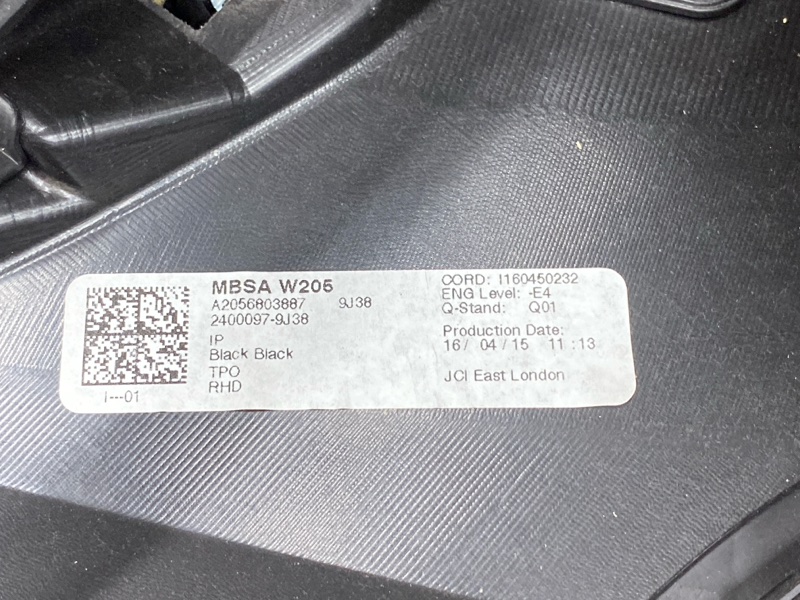 MBSA W205
A2056803887 9J38
2400097-9J38
IP
Black Black
TPO
RHD
i---01
CORD: I160450232
ENG Level: -E4
Q-Stand: Q01
Production Date:
16/ 04 / 15 11 : 13
JCI East London